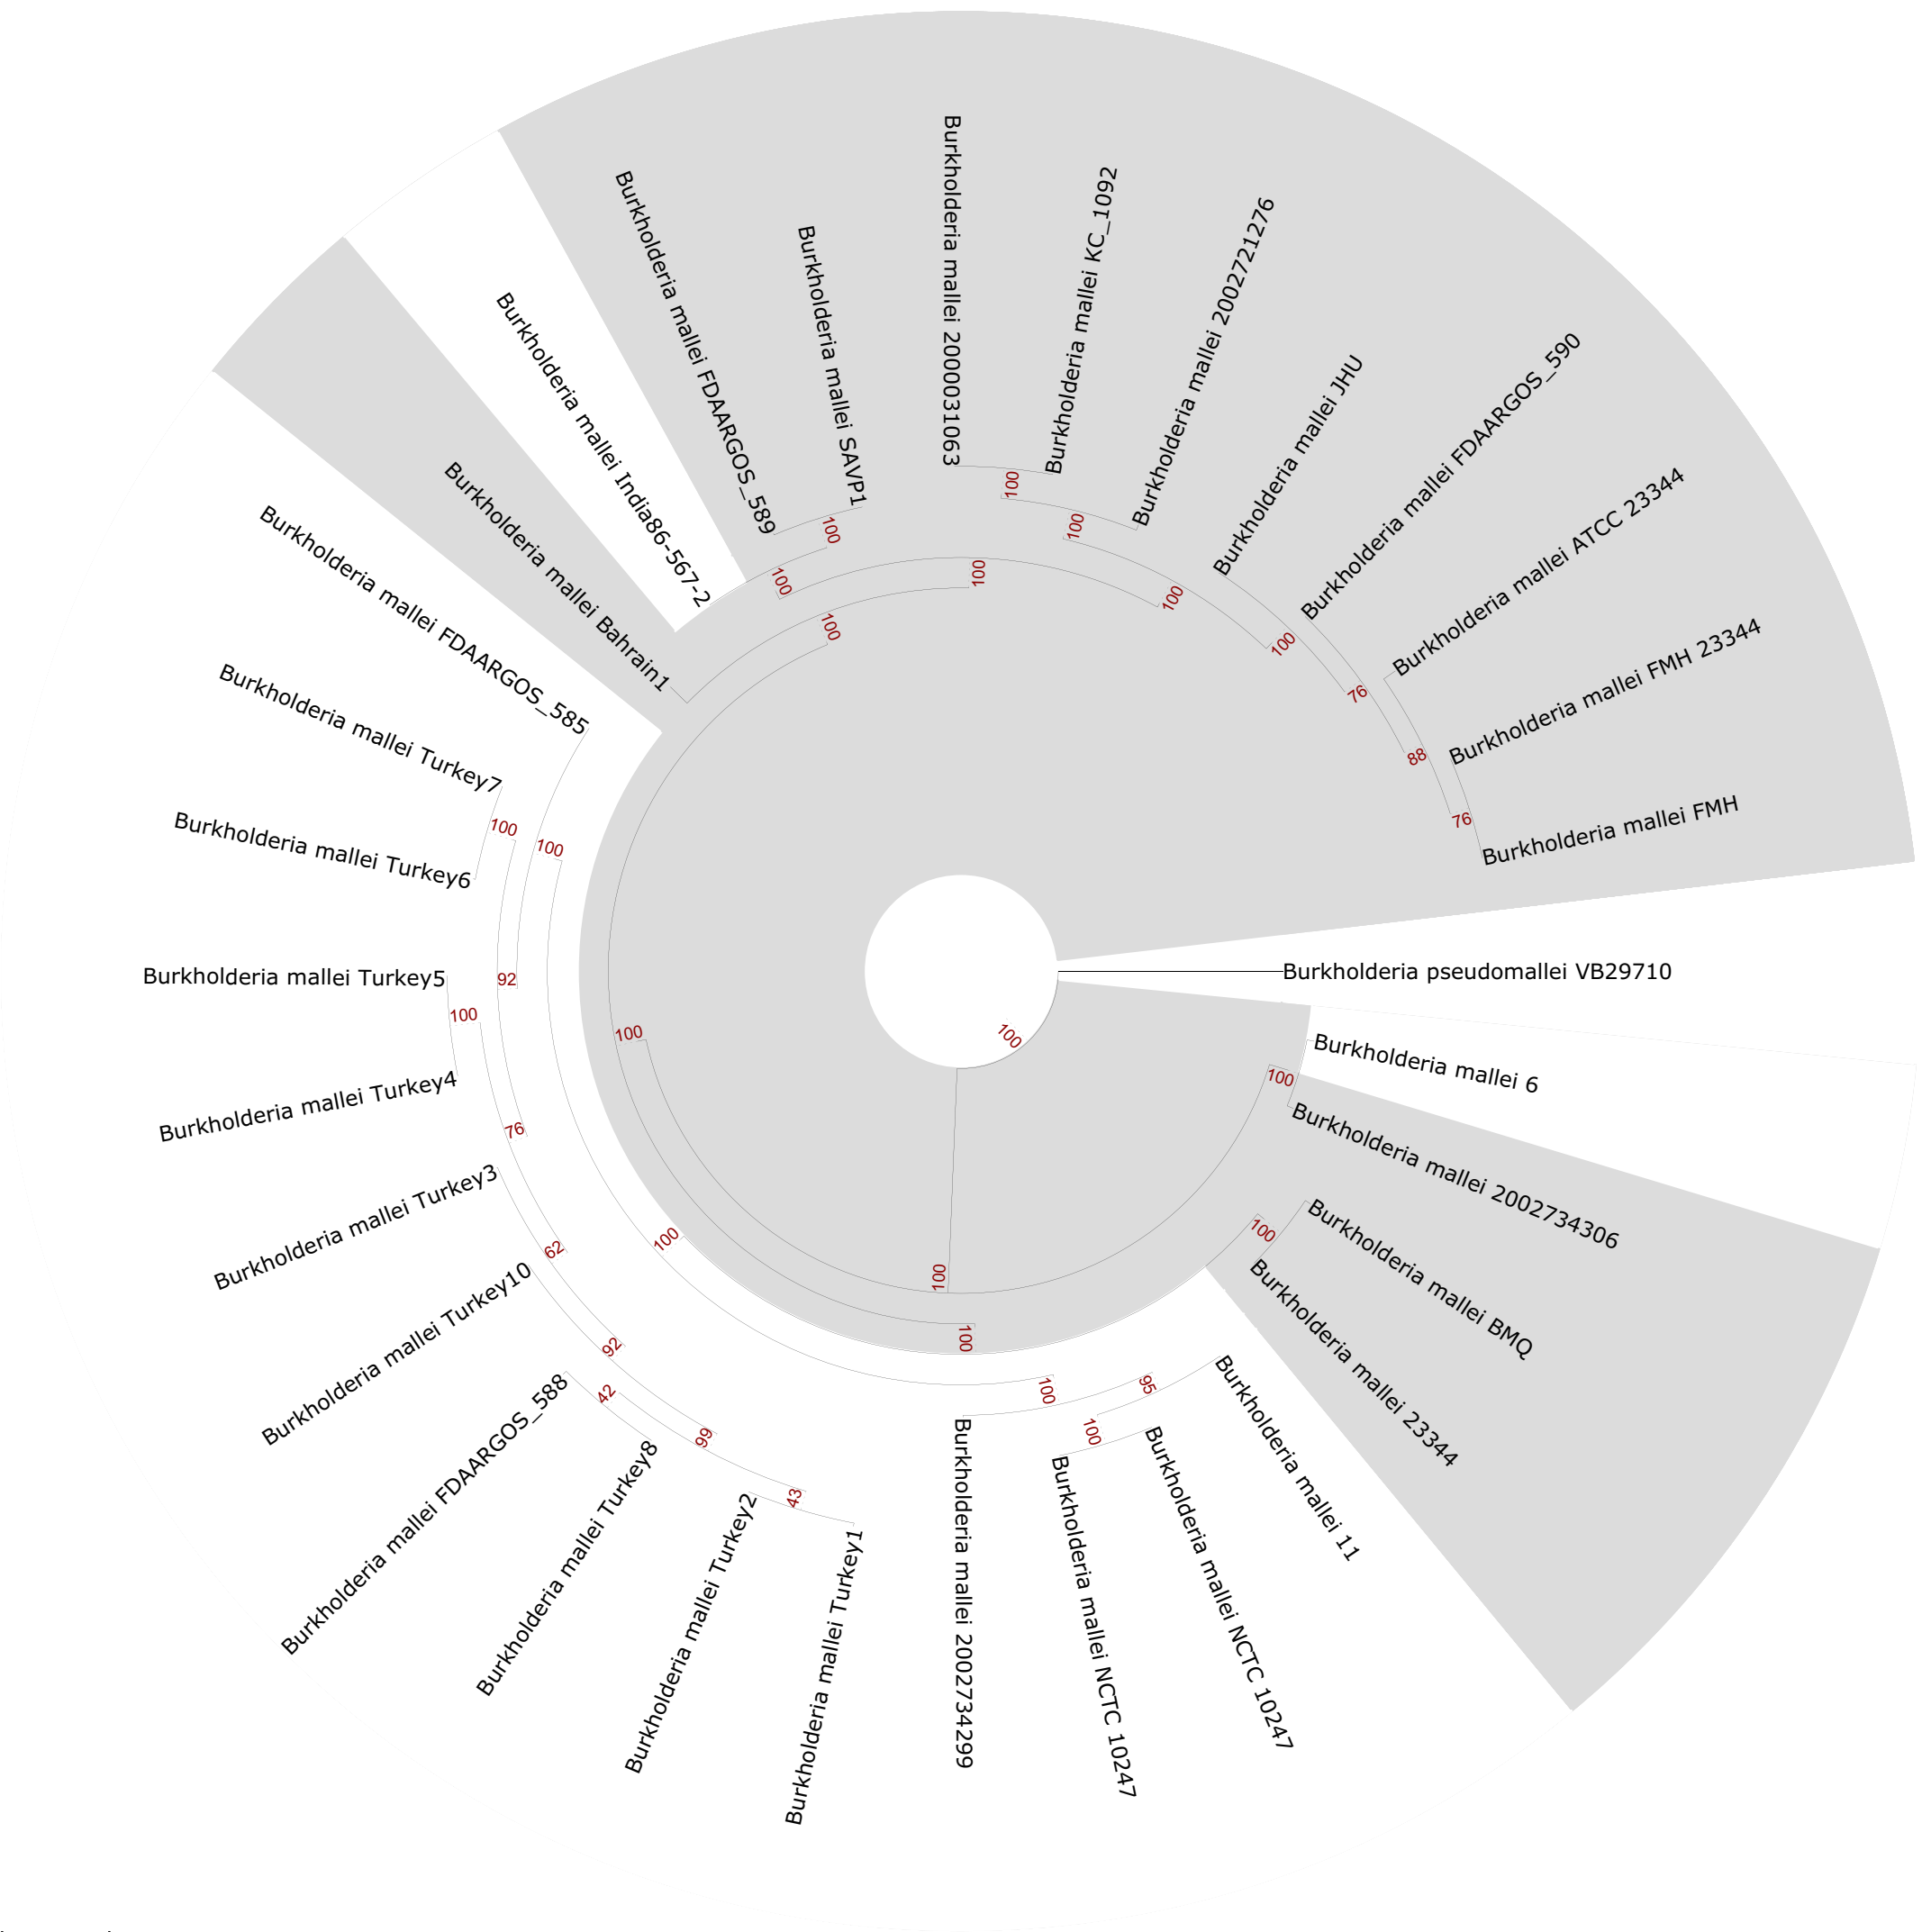 Burkholderia mallei 2000031063
Burkholderia mallei KC_1092
Burkholderia mallei 2002721276
Burkholderia mallei JHU
Burkholderia mallei FDAARGOS_590
Burkholderia mallei ATCC 23344
Burkholderia mallei FMH 23344
Burkholderia mallei FMH
Burkholderia pseudomallei VB29710
Burkholderia mallei 6
Burkholderia mallei 2002734306
Burkholderia mallei BMQ
Burkholderia mallei 23344
Burkholderia mallei 11
Burkholderia mallei NCTC 10247
Burkholderia mallei NCTC 10247
Burkholderia mallei 2002734299
Burkholderia mallei Turkey1
Burkholderia mallei Turkey2
Burkholderia mallei Turkey8
Burkholderia mallei FDAARGOS_588
Burkholderia mallei Turkey10
Burkholderia mallei Turkey3
Burkholderia mallei Turkey4
Burkholderia mallei Turkey5
Burkholderia mallei Turkey6
Burkholderia mallei Turkey7
Burkholderia mallei FDAARGOS_585
Burkholderia mallei Bahrain1
Burkholderia mallei India86-567-2
Burkholderia mallei FDAARGOS_589
Burkholderia mallei SAVP1
100
100
100
100
76
88
76
100
100
100
100
100
100
100
92
100
76
62
92
42
99
43
100
100
95
100
100
100
100
100
100
100